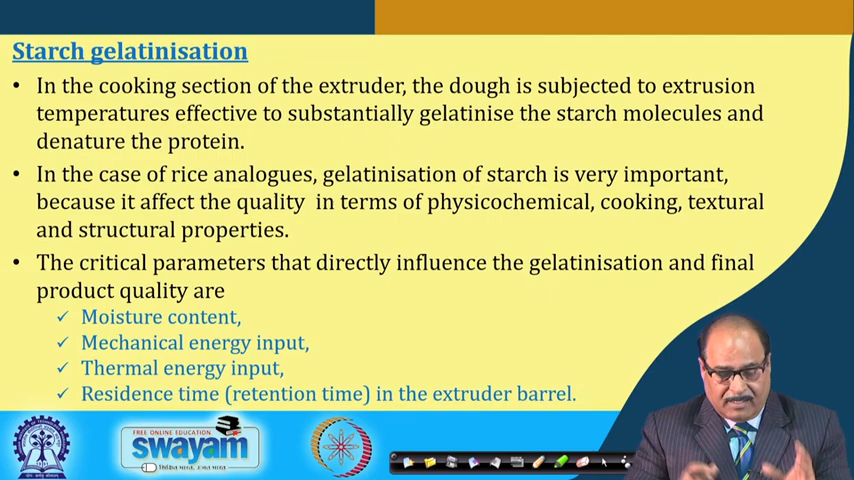 Starch gelatinisation
• In the cooking section of the extruder, the dough is subjected to extrusion
temperatures effective to substantially gelatinise the starch molecules and
denature the protein.
• In the case of rice analogues, gelatinisation of starch is very important,
because it affect the quality in terms of physicochemical, cooking, textural
and structural properties.
• The critical parameters that directly influence the gelatinisation and final
product quality are
✓ Moisture content,
✓ Mechanical energy input,
✓ Thermal energy input,
✓ Residence time (retention time) in the extruder barrel.
FREE ONLINE EDUCATION
swayam